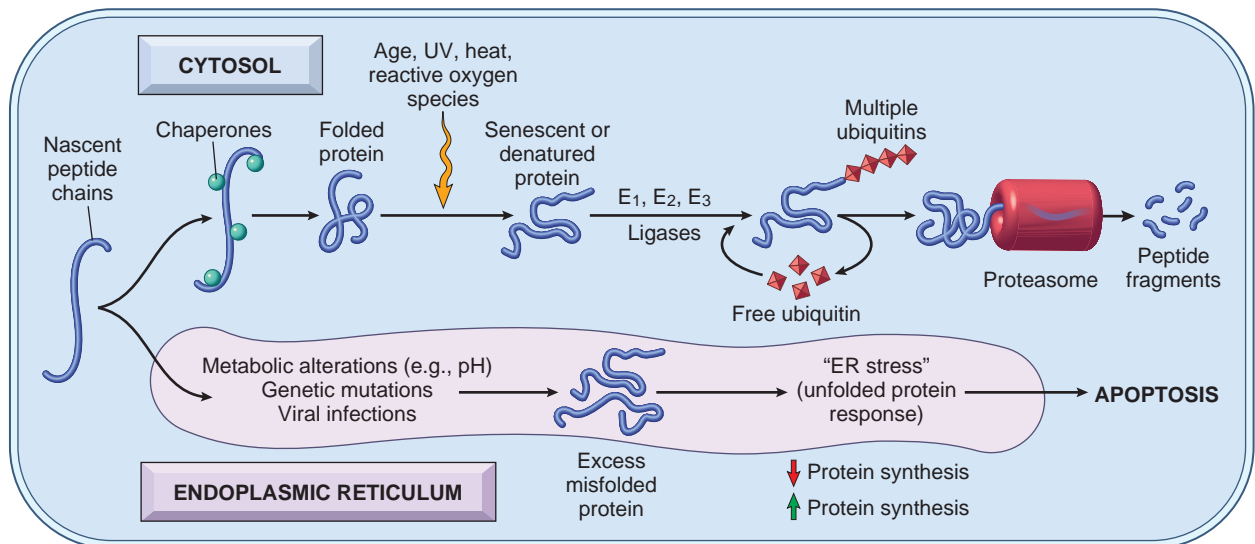 CYTOSOL
Age, UV, heat,
reactive oxygen
species
Nascent
peptide
chains
Chaperones
Folded
protein
Senescent or
denatured
protein
E1, E2, E3
Ligases
Multiple
ubiquitins
Free ubiquitin
Proteasome
Peptide
fragments
Metabolic alterations (e.g., pH)
Genetic mutations
Viral infections
Excess
misfolded
protein
“ER stress”
(unfolded protein
response)
APOPTOSIS
ENDOPLASMIC RETICULUM
Protein synthesis
Protein synthesis